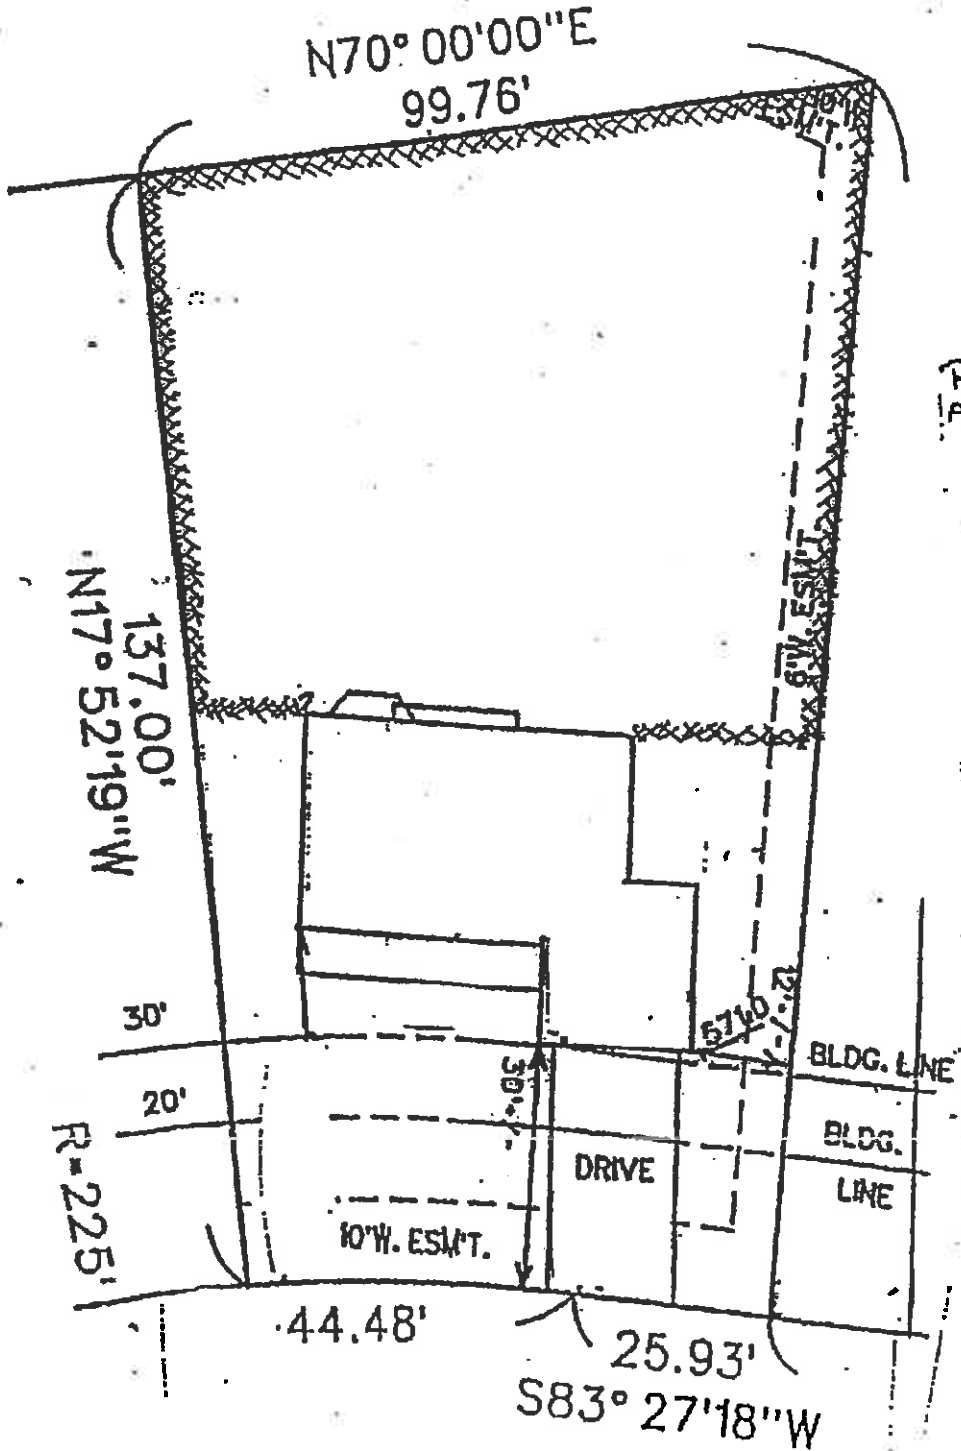 N70° 00'00"E
99.76'
10'
ESM'T.
6'W. ESM'T.
137.00'
N17° 52'19"W
12'-/-
30'
BLDG. LINE
20'
30'-/-
BLDG.
LINE
DRIVE
R=225'
10'W. ESM'T.
44.48'
25.93'
S83° 27'18"W